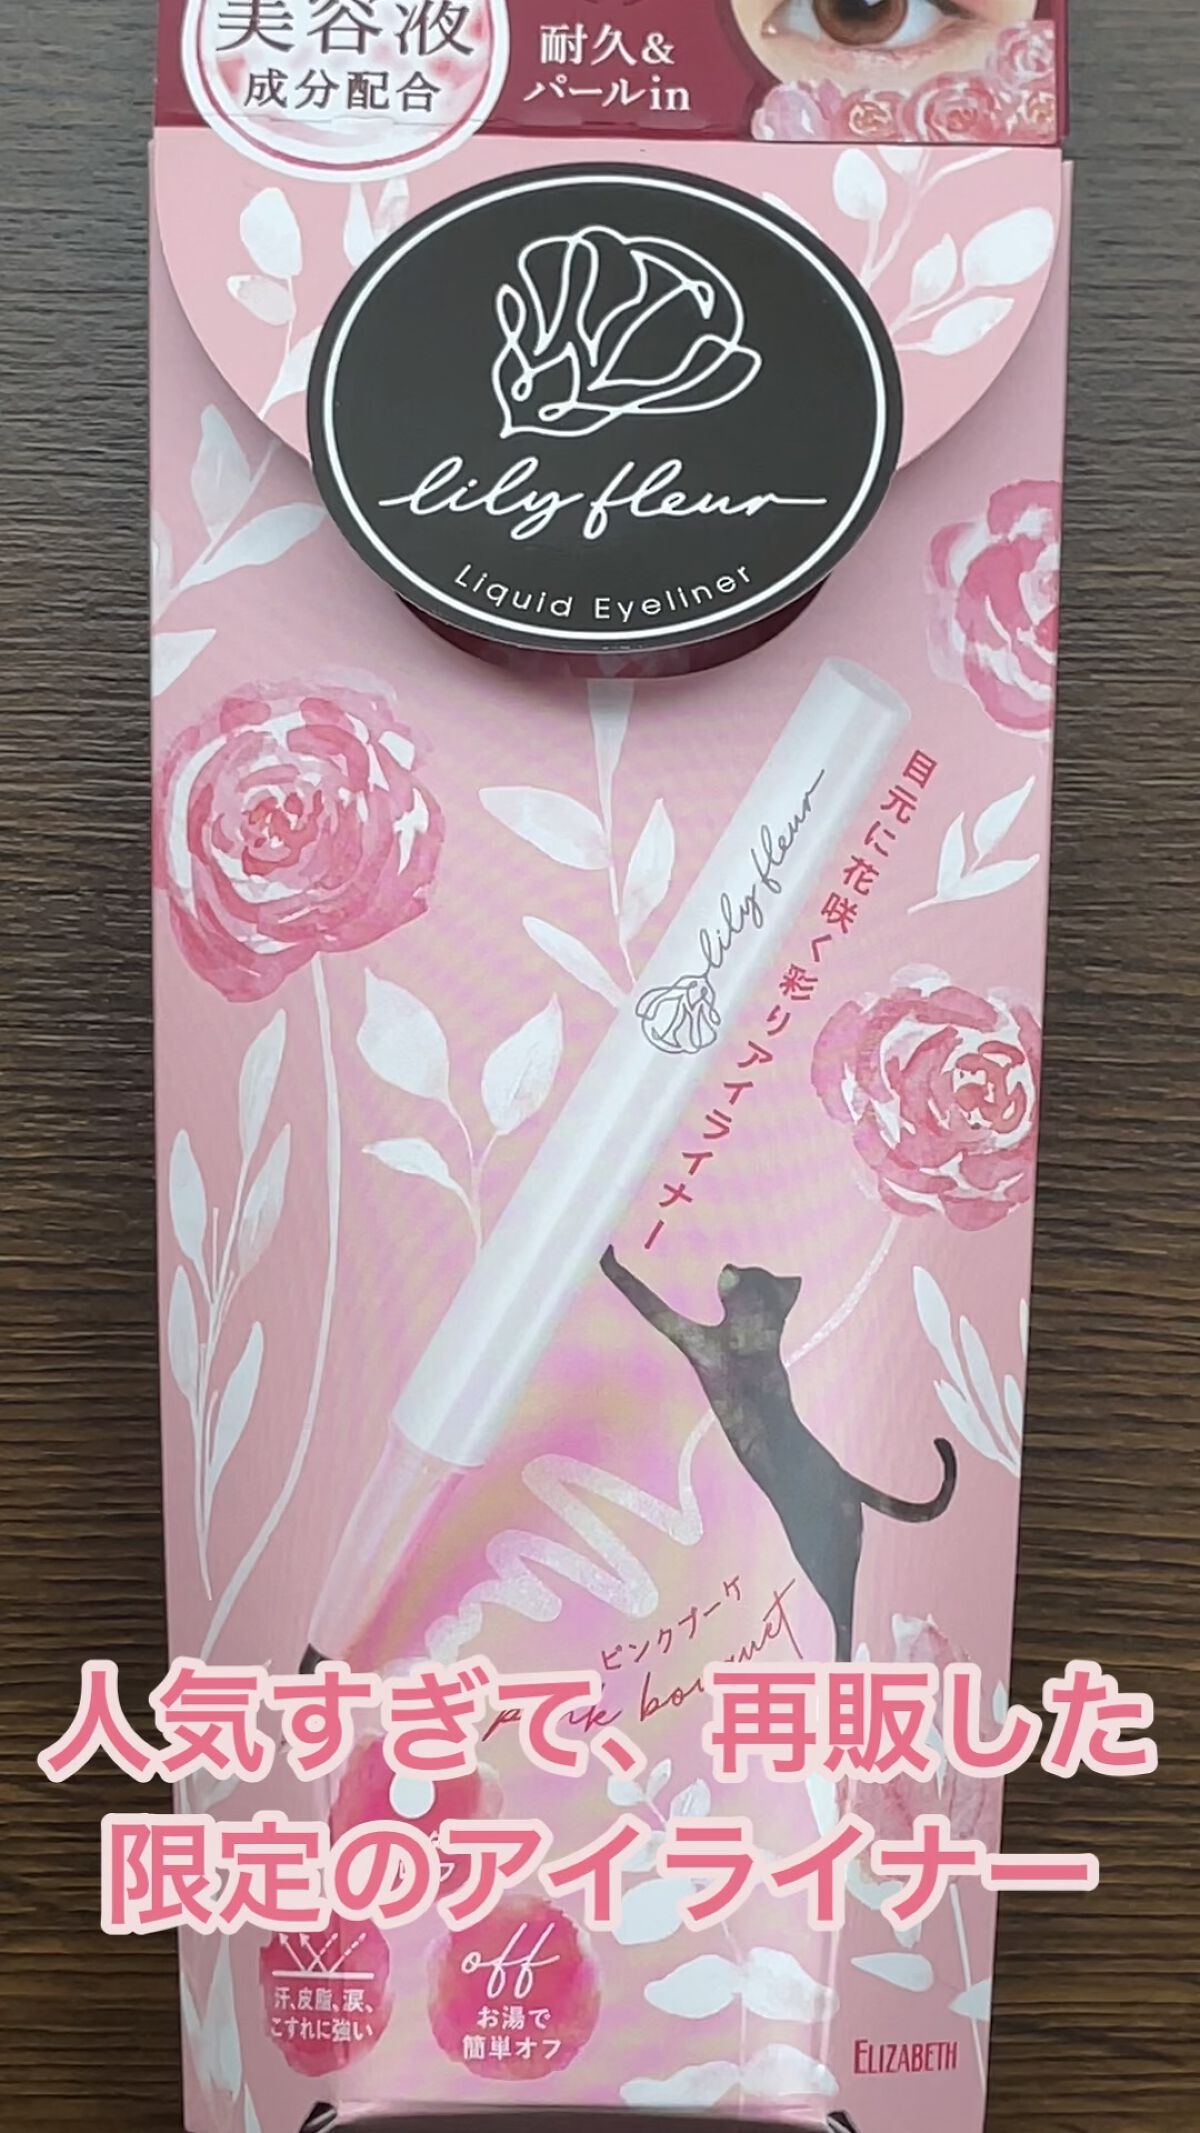 美容液
成分配合
耐久&
パールin
lily fleur
Liquid Eyeliner
lily fleur
目元に花咲く彩りアイライナー
ピンクブーケ
bouquet
人気すぎて、再販した
限定のアイライナー
汗、皮脂、涙、
こすれに強い
off
お湯で
簡単オフ
ELIZABETH